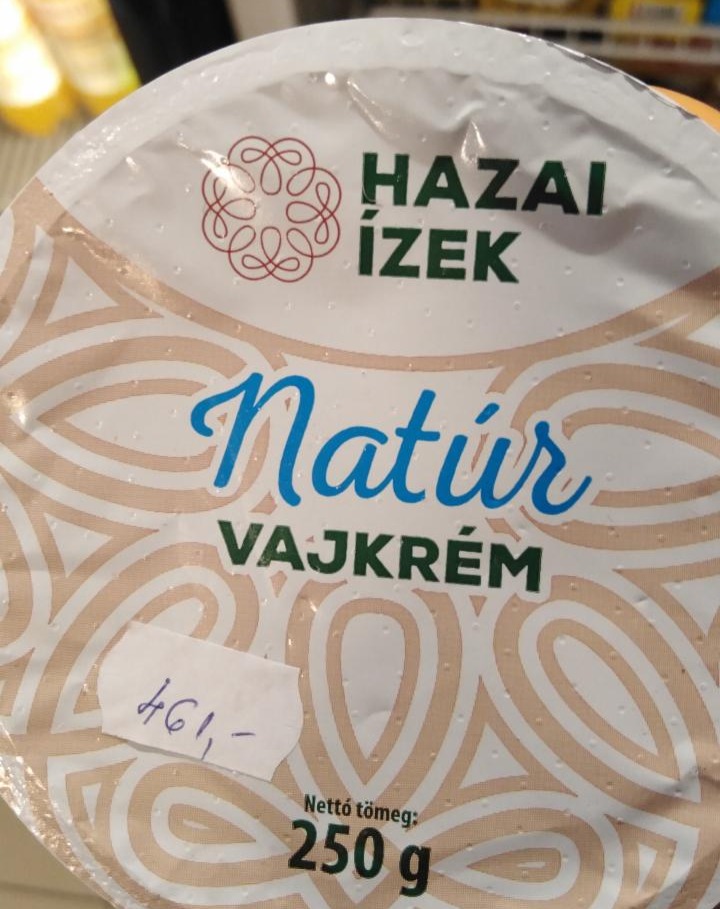 HAZAI
ÍZEK
Natúr
VAJKRÉM
461,-
Nettó tömeg:
250 g